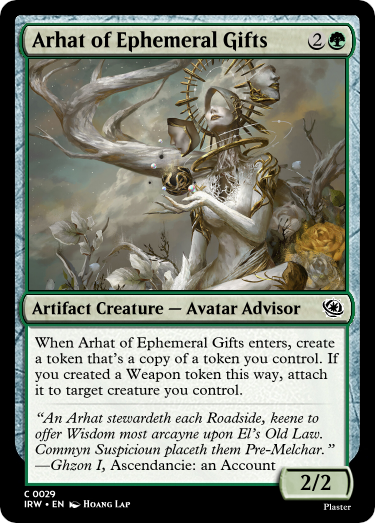 Arhat of Ephemeral Gifts 2
Artifact Creature — Avatar Advisor
When Arhat of Ephemeral Gifts enters, create
a token that's a copy of a token you control. If
you created a Weapon token this way, attach
it to target creature you control.
“An Arhat stewardeth each Roadside, keene to
offer Wisdom most arcayne upon El's Old Law.
Commyn Suspicioun placeth them Pre-Melchar.”
—Ghzon I, Ascendancie: an Account
2/2
C 0029
IRW • EN Hoang Lap
Plaster